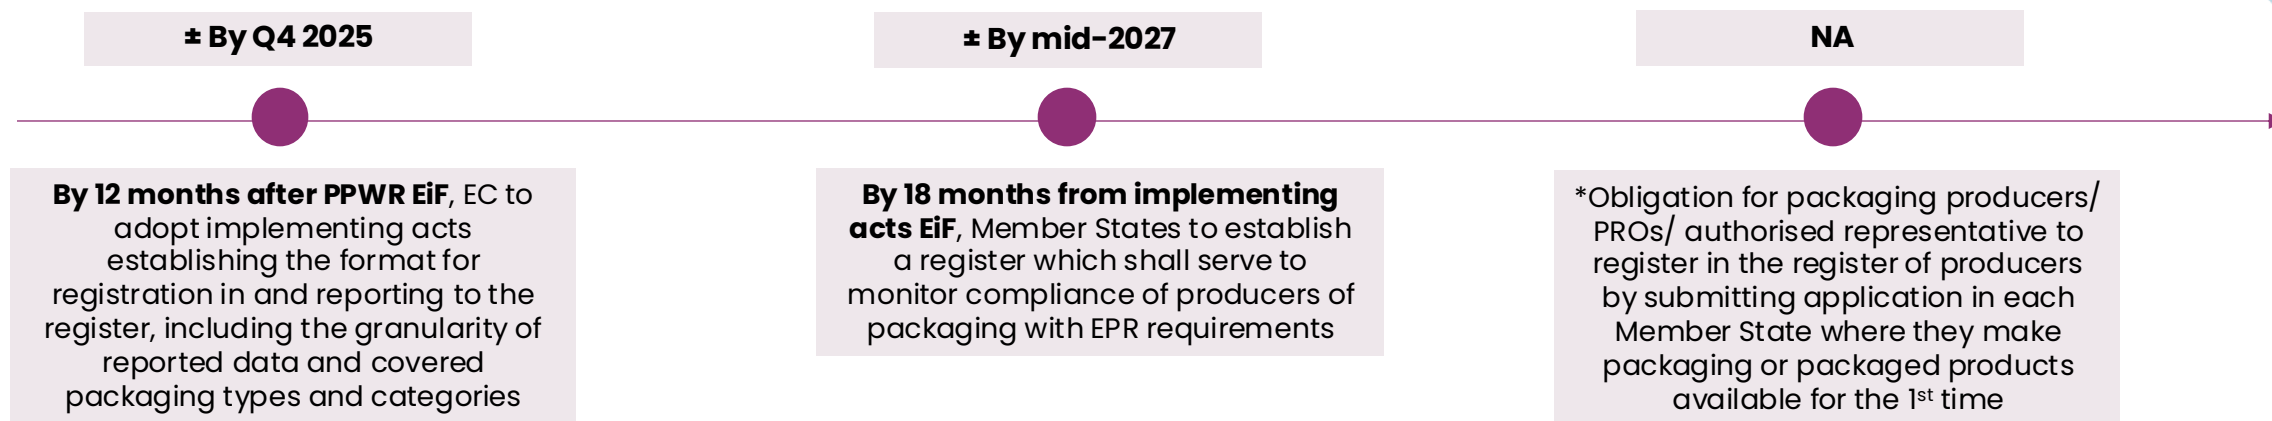 ± By Q4 2025
± By mid-2027
NA
By 12 months after PPWR EiF, EC to
adopt implementing acts
establishing the format for
registration in and reporting to the
register, including the granularity of
reported data and covered
packaging types and categories
By 18 months from implementing
acts EiF, Member States to establish
a register which shall serve to
monitor compliance of producers of
packaging with EPR requirements
*Obligation for packaging producers/
PROs/ authorised representative to
register in the register of producers
by submitting application in each
Member State where they make
packaging or packaged products
available for the 1st time